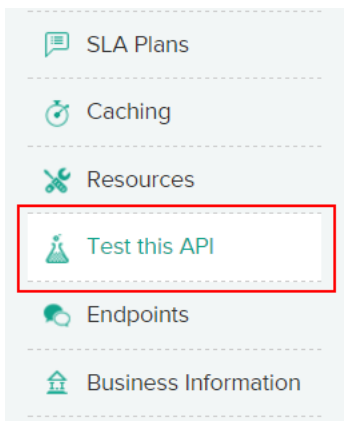 SLA Plans
Caching
Resources
Test this API
Endpoints
Business Information